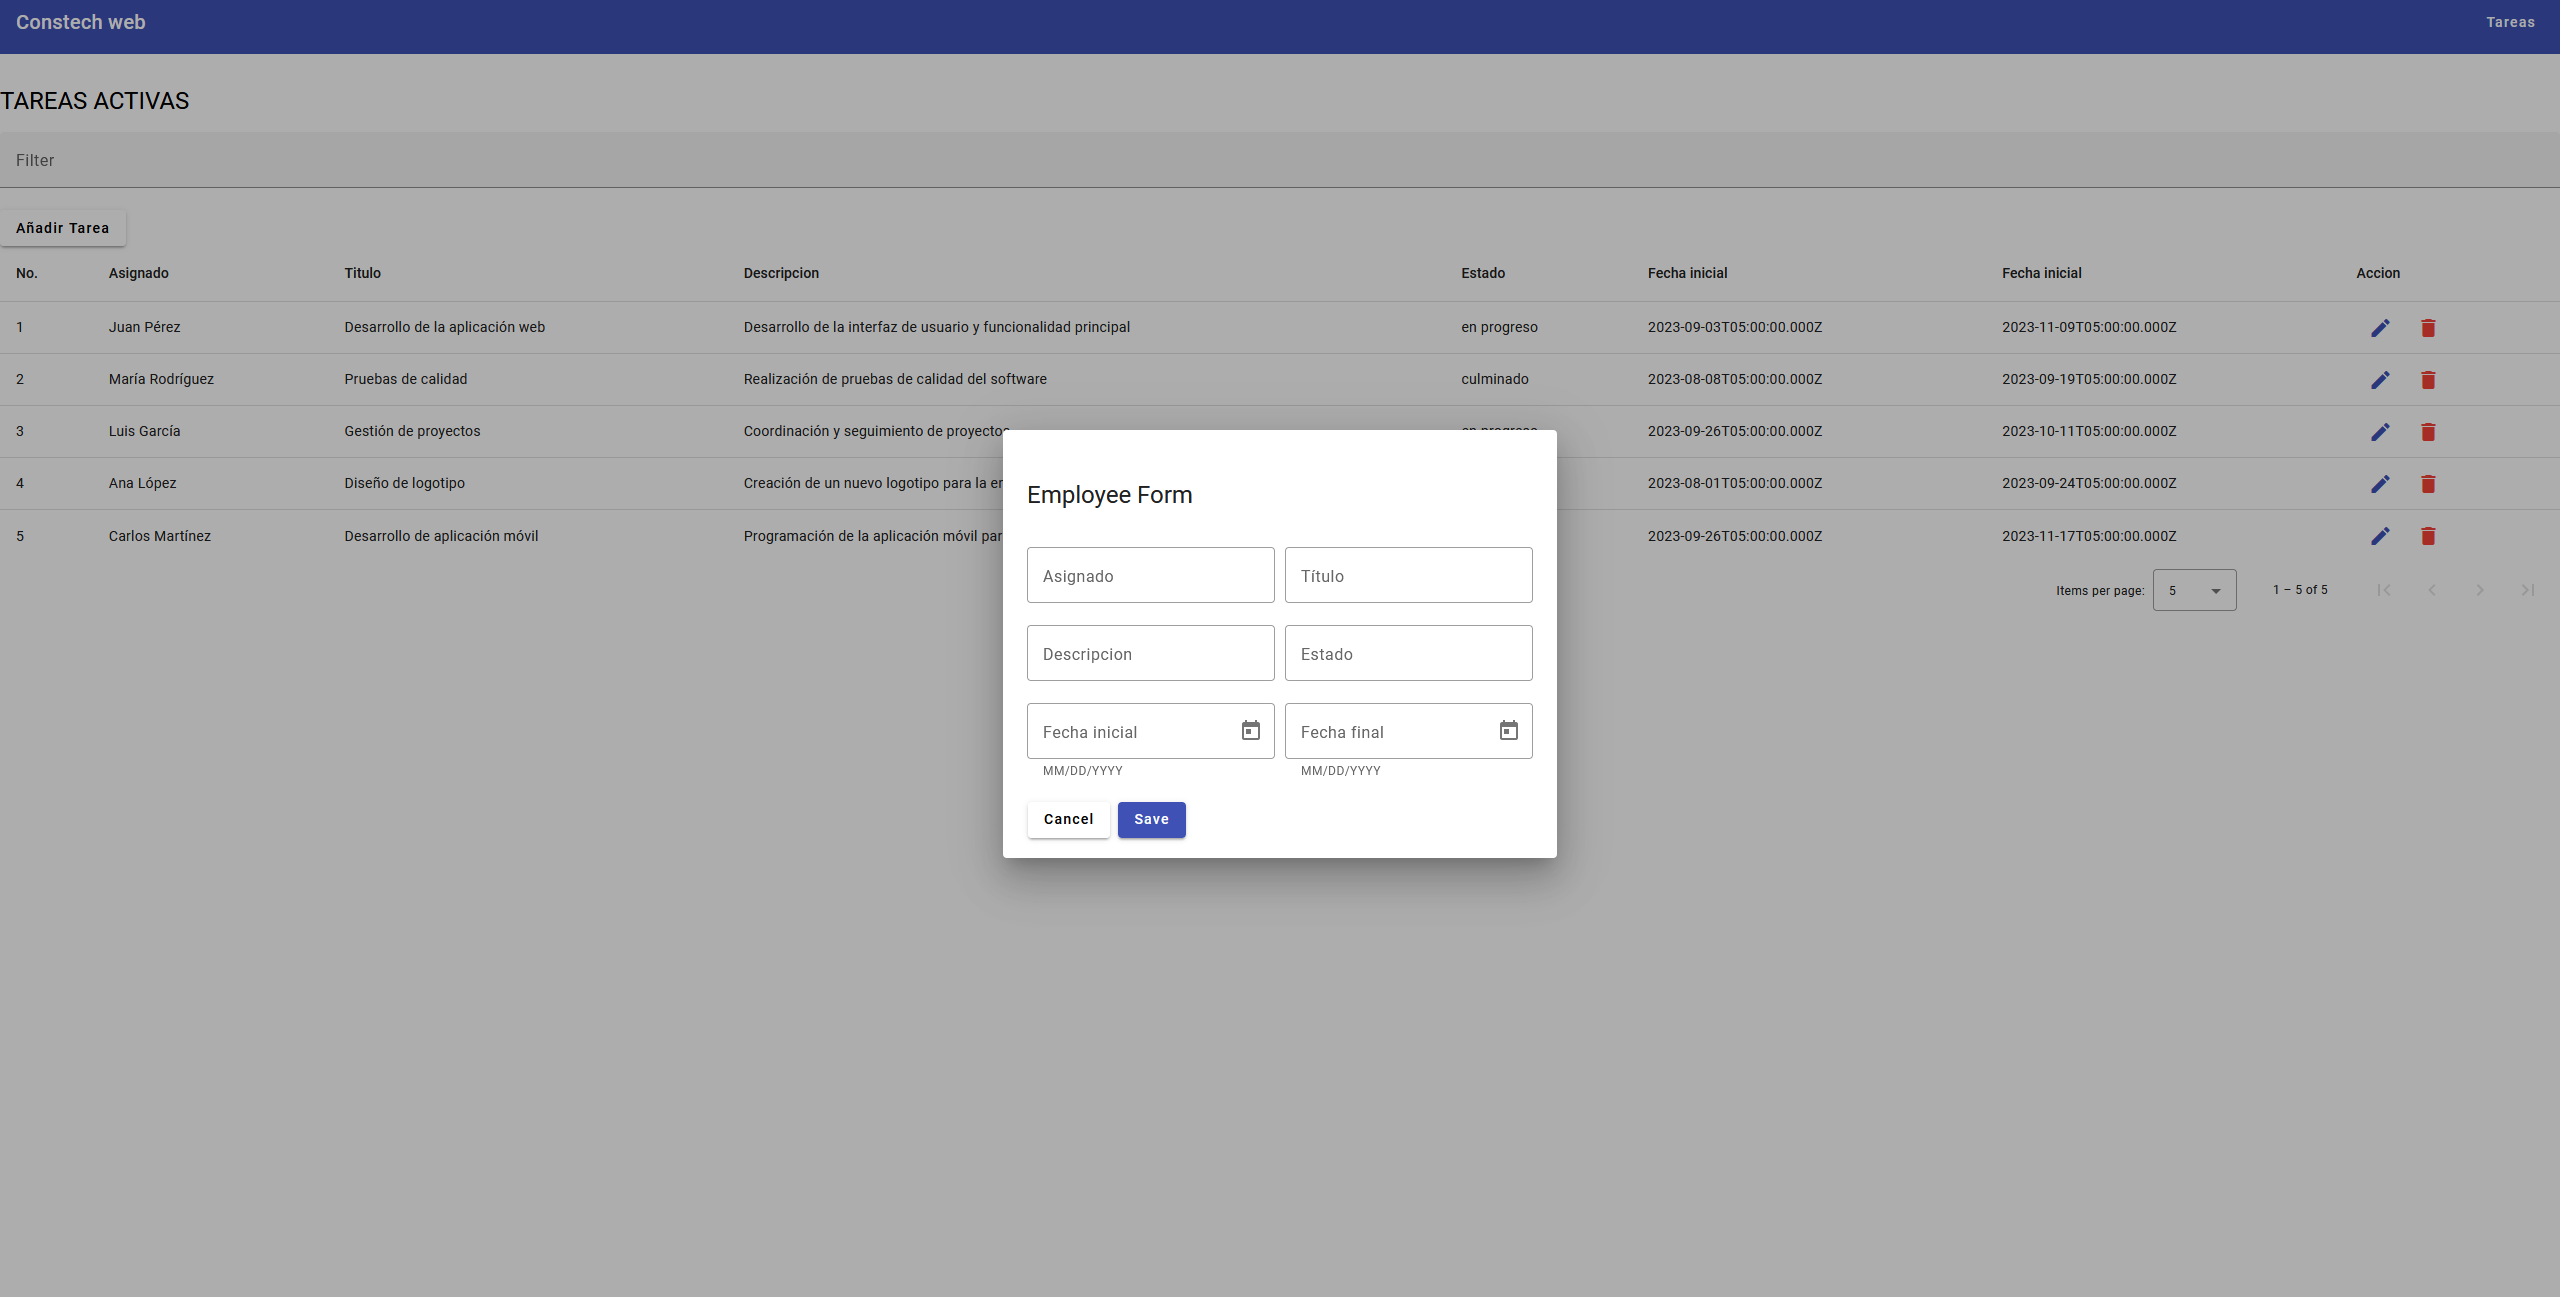 Constech web
Tareas
TAREAS ACTIVAS
Filter
Añadir Tarea
No. Asignado Titulo Descripcion Estado Fecha inicial Fecha inicial Accion
1 Juan Pérez Desarrollo de la aplicación web Desarrollo de la interfaz de usuario y funcionalidad principal en progreso 2023-09-03T05:00:00.000Z 2023-11-09T05:00:00.000Z
2 María Rodríguez Pruebas de calidad Realización de pruebas de calidad del software culminado 2023-08-08T05:00:00.000Z 2023-09-19T05:00:00.000Z
3 Luis García Gestión de proyectos Coordinación y seguimiento de proyectos en progreso 2023-09-26T05:00:00.000Z 2023-10-11T05:00:00.000Z
4 Ana López Diseño de logotipo Creación de un nuevo logotipo para la 2023-08-01T05:00:00.000Z 2023-09-24T05:00:00.000Z
5 Carlos Martínez Desarrollo de aplicación móvil Programación de la aplicación móvil 2023-09-26T05:00:00.000Z 2023-11-17T05:00:00.000Z
Items per page: 5 1 – 5 of 5
Employee Form
Asignado Título
Descripcion Estado
Fecha inicial Fecha final
MM/DD/YYYY MM/DD/YYYY
Cancel Save